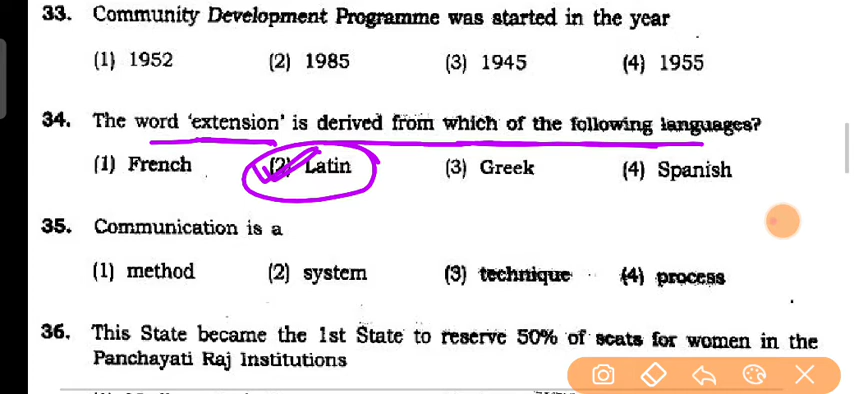 33. Community Development Programme was started in the year
(1) 1952 (2) 1985 (3) 1945 (4) 1955
34. The word 'extension' is derived from which of the following languages?
(1) French (2) Latin (3) Greek (4) Spanish
35. Communication is a
(1) method (2) system (3) technique (4) process
36. This State became the 1st State to reserve 50% of seats for women in the
Panchayati Raj Institutions